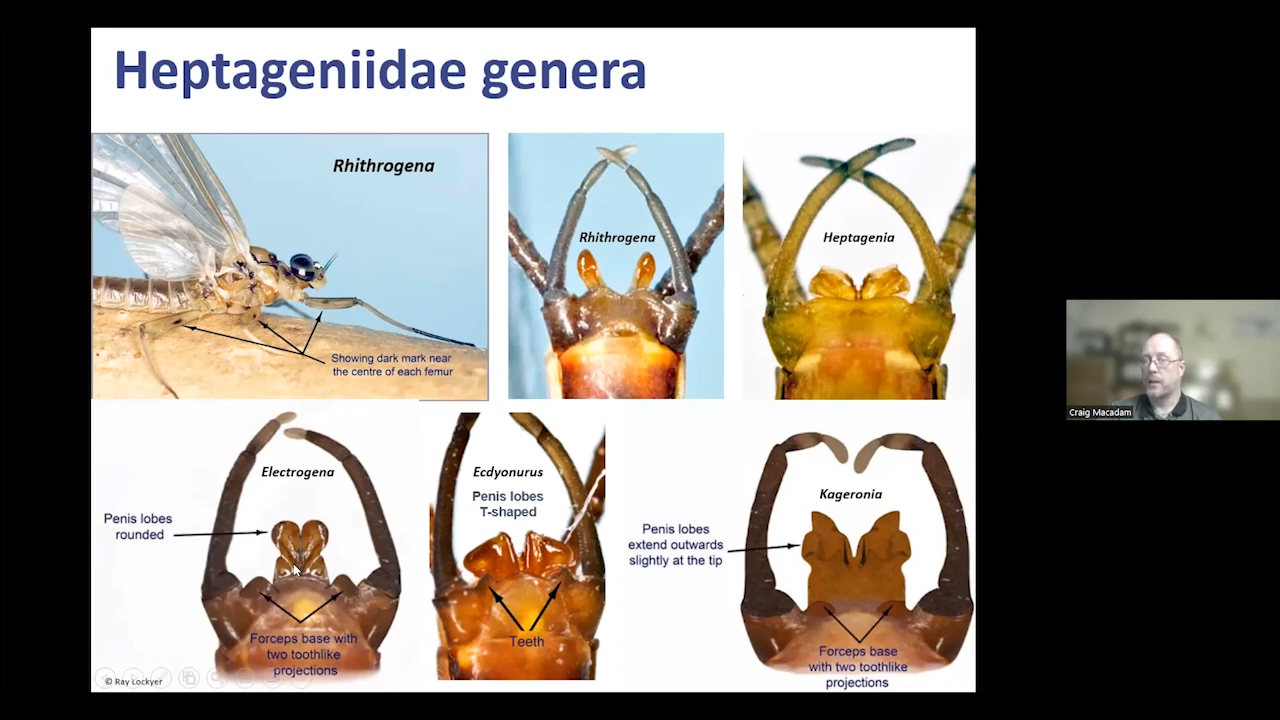 Heptageniidae genera
Rhithrogena
Showing dark mark near
the centre of each femur
Rhithrogena
Heptagenia
Electrogena
Penis lobes
rounded
Forceps base with
two toothlike
projections
Ecdyonurus
Penis lobes
T-shaped
Teeth
Kageronia
Penis lobes
extend outwards
slightly at the tip
Forceps base
with two toothlike
projections
© Ray Lockyer
Craig Macadam